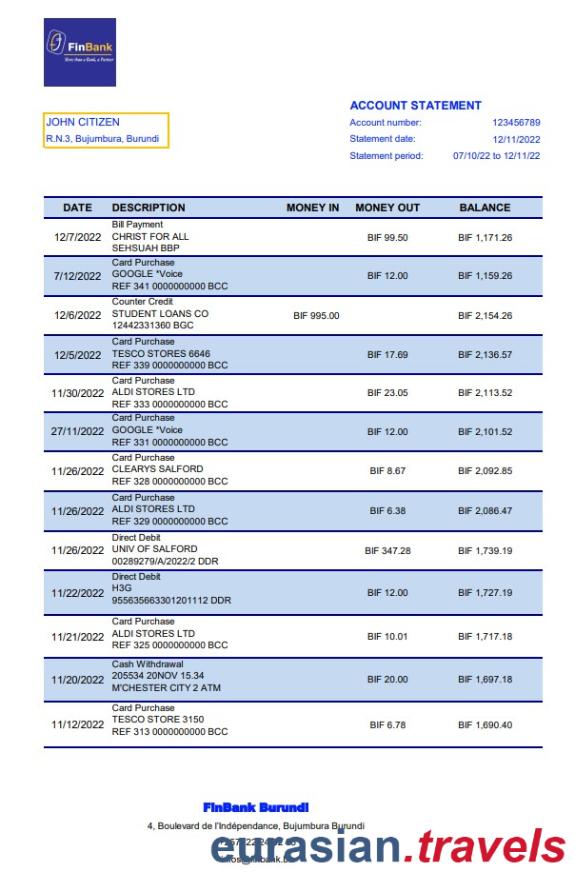 FinBank
More than a Bank, a Partner
JOHN CITIZEN
R.N.3, Bujumbura, Burundi
ACCOUNT STATEMENT
Account number: 123456789
Statement date: 12/11/2022
Statement period: 07/10/22 to 12/11/22
DATE DESCRIPTION MONEY IN MONEY OUT BALANCE
Bill Payment
12/7/2022 CHRIST FOR ALL BIF 99.50 BIF 1,171.26
SEHSUAH BBP
Card Purchase
7/12/2022 GOOGLE *Voice BIF 12.00 BIF 1,159.26
REF 341 0000000000 BCC
Counter Credit
12/6/2022 STUDENT LOANS CO BIF 995.00 BIF 2,154.26
12442331360 BGC
Card Purchase
12/5/2022 TESCO STORES 6646 BIF 17.69 BIF 2,136.57
REF 339 0000000000 BCC
Card Purchase
11/30/2022 ALDI STORES LTD BIF 23.05 BIF 2,113.52
REF 333 0000000000 BCC
Card Purchase
27/11/2022 GOOGLE *Voice BIF 12.00 BIF 2,101.52
REF 331 0000000000 BCC
Card Purchase
11/26/2022 CLEARYS SALFORD BIF 8.67 BIF 2,092.85
REF 328 0000000000 BCC
Card Purchase
11/26/2022 ALDI STORES LTD BIF 6.38 BIF 2,086.47
REF 329 0000000000 BCC
Direct Debit
11/26/2022 UNIV OF SALFORD BIF 347.28 BIF 1,739.19
00289279/A/2022/2 DDR
Direct Debit
11/22/2022 H3G BIF 12.00 BIF 1,727.19
955635663301201112 DDR
Card Purchase
11/21/2022 ALDI STORES LTD BIF 10.01 BIF 1,717.18
REF 325 0000000000 BCC
Cash Withdrawal
11/20/2022 205534 20NOV 15.34 BIF 20.00 BIF 1,697.18
M'CHESTER CITY 2 ATM
Card Purchase
11/12/2022 TESCO STORE 3150 BIF 6.78 BIF 1,690.40
REF 313 0000000000 BCC
FinBank Burundi
4, Boulevard de l'Indépendance, Bujumbura Burundi
eurasian.travels